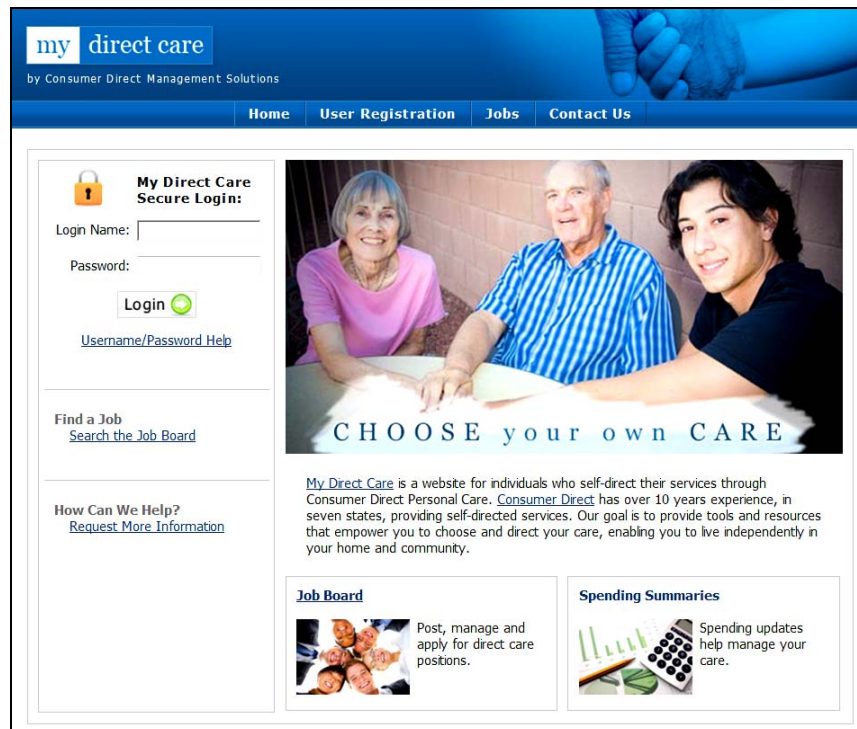 my direct care
by Consumer Direct Management Solutions
Home User Registration Jobs Contact Us
My Direct Care
Secure Login:
Login Name:
Password:
Login
Username/Password Help
Find a Job
Search the Job Board
How Can We Help?
Request More Information
CHOOSE your own CARE
My Direct Care is a website for individuals who self-direct their services through
Consumer Direct Personal Care. Consumer Direct has over 10 years experience, in
seven states, providing self-directed services. Our goal is to provide tools and resources
that empower you to choose and direct your care, enabling you to live independently in
your home and community.
Job Board
Post, manage and
apply for direct care
positions.
Spending Summaries
Spending updates
help manage your
care.